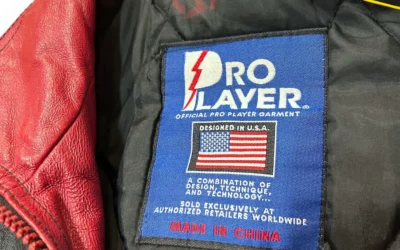 PRO
PLAYER®
OFFICIAL PRO PLAYER GARMENT
DESIGNED IN U.S.A.
A COMBINATION OF
DESIGN, TECHNIQUE,
AND TECHNOLOGY...
SOLD EXCLUSIVELY AT
AUTHORIZED RETAILERS WORLDWIDE
MADE IN CHINA